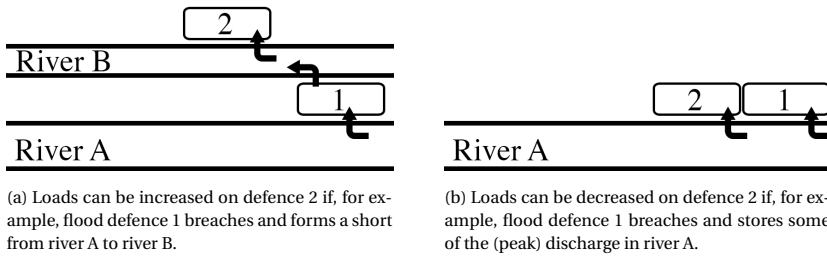 2
River B
1
River A
(a) Loads can be increased on defence 2 if, for ex-
ample, flood defence 1 breaches and forms a short
from river A to river B.
2 1
River A
(b) Loads can be decreased on defence 2 if, for ex-
ample, flood defence 1 breaches and stores some
of the (peak) discharge in river A.